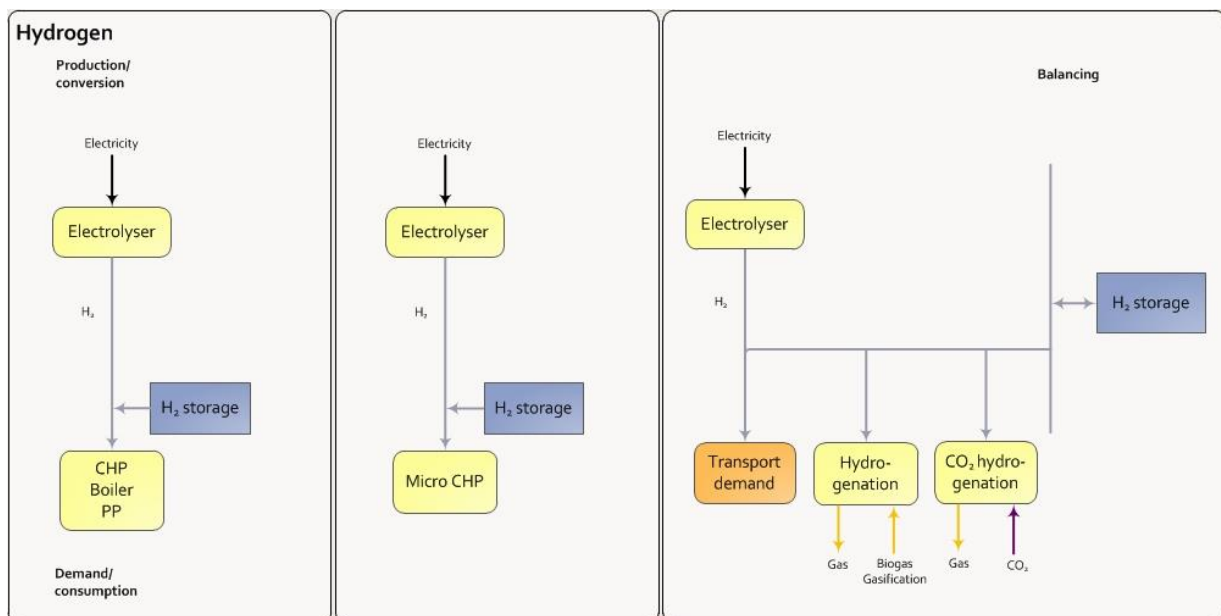 Hydrogen
Production/
conversion
Electricity
Electrolyser
H₂
H₂ storage
CHP
Boiler
PP
Demand/
consumption
Electricity
Electrolyser
H₂
H₂ storage
Micro CHP
Balancing
Electricity
Electrolyser
H₂
H₂ storage
Transport
demand
Hydro-
genation
CO₂ hydro-
genation
Gas
Biogas
Gasification
Gas
CO₂